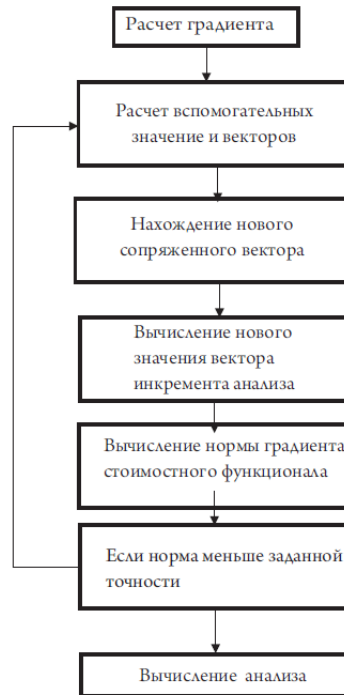 Расчет градиента
Расчет вспомогательных
значение и векторов
Нахождение нового
сопряженного вектора
Вычисление нового
значения вектора
инкремента анализа
Вычисление нормы градиента
стоимостного функционала
Если норма меньше заданной
точности
Вычисление анализа